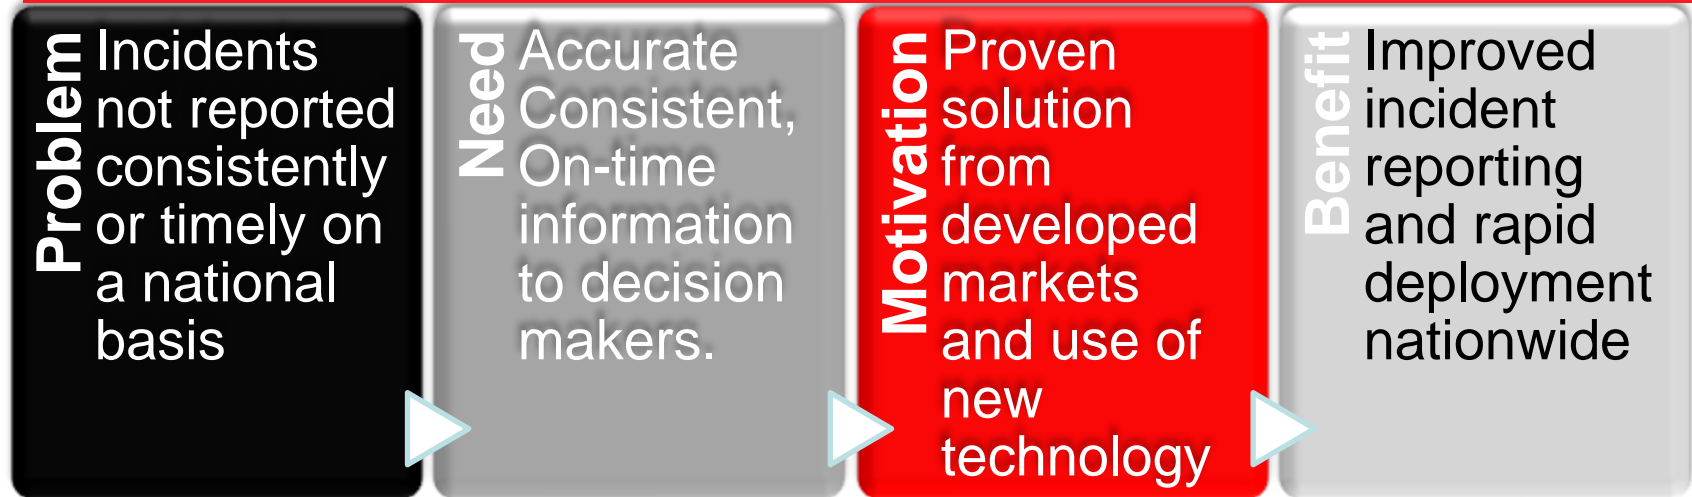 Problem
Incidents
not reported
consistently
or timely on
a national
basis
Need
Accurate
Consistent,
On-time
information
to decision
makers.
Motivation
Proven
solution
from
developed
markets
and use of
new
technology
Benefit
Improved
incident
reporting
and rapid
deployment
nationwide